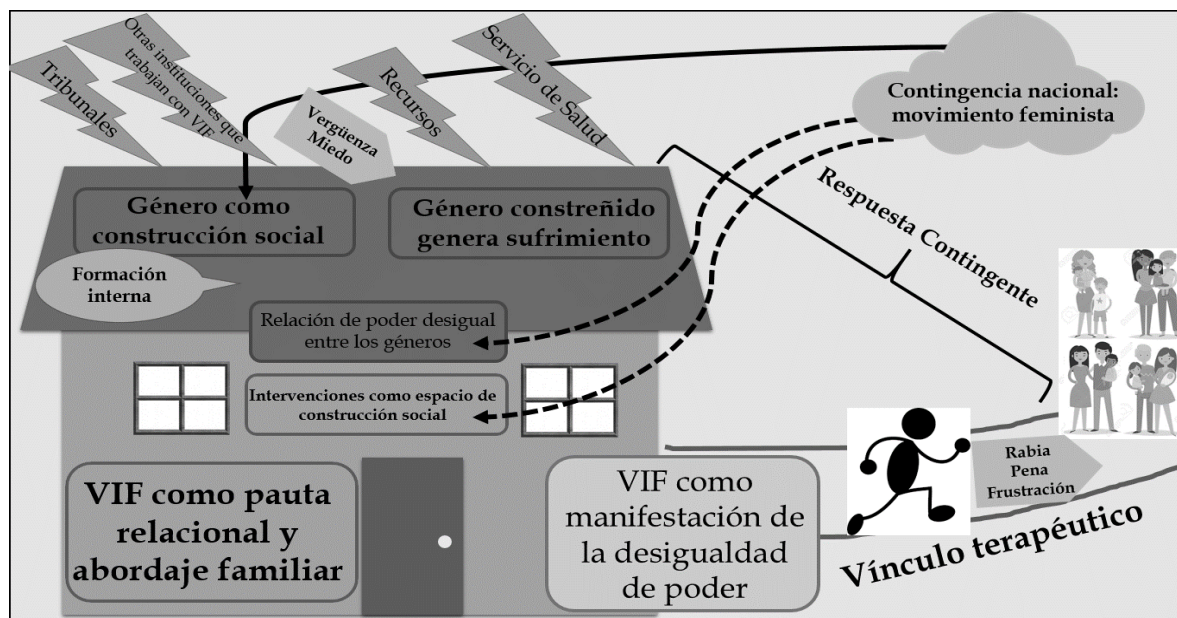 Tribunales
Otras instituciones que
trabajan con VIF
Vergüenza
Miedo
Recursos
Servicio de Salud
Contingencia nacional:
movimiento feminista
Género como
construcción social
Género constreñido
genera sufrimiento
Respuesta Contingente
Formación
interna
Relación de poder desigual
entre los géneros
Intervenciones como espacio de
construcción social
VIF como pauta
relacional y
abordaje familiar
VIF como
manifestación de
la desigualdad
de poder
Rabia
Pena
Frustración
Vínculo terapéutico